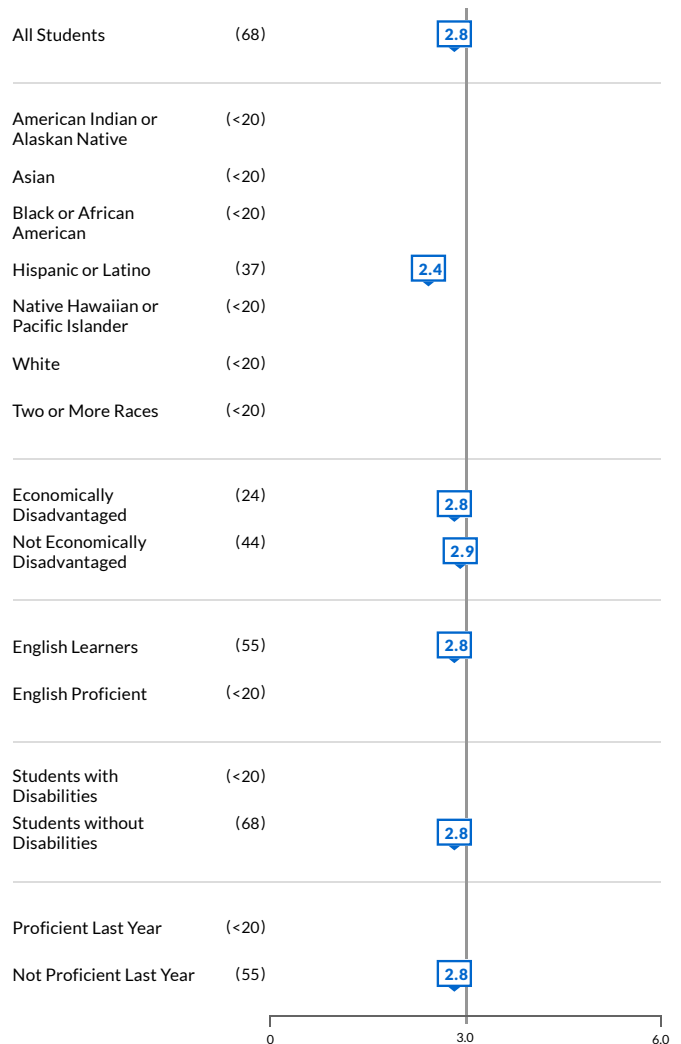 All Students (68) 2.8
American Indian or (<20)
Alaskan Native
Asian (<20)
Black or African (<20)
American
Hispanic or Latino (37) 2.4
Native Hawaiian or (<20)
Pacific Islander
White (<20)
Two or More Races (<20)
Economically (24) 2.8
Disadvantaged
Not Economically (44) 2.9
Disadvantaged
English Learners (55) 2.8
English Proficient (<20)
Students with (<20)
Disabilities
Students without (68) 2.8
Disabilities
Proficient Last Year (<20)
Not Proficient Last Year (55) 2.8
0 3.0 6.0